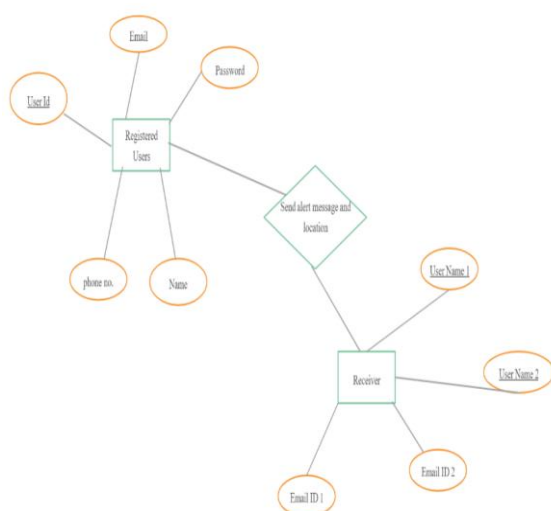 Email
Password
User Id
Registered
Users
Send alert message and
location
phone no.
Name
User Name 1
Receiver
User Name 2
Email ID 2
Email ID 1